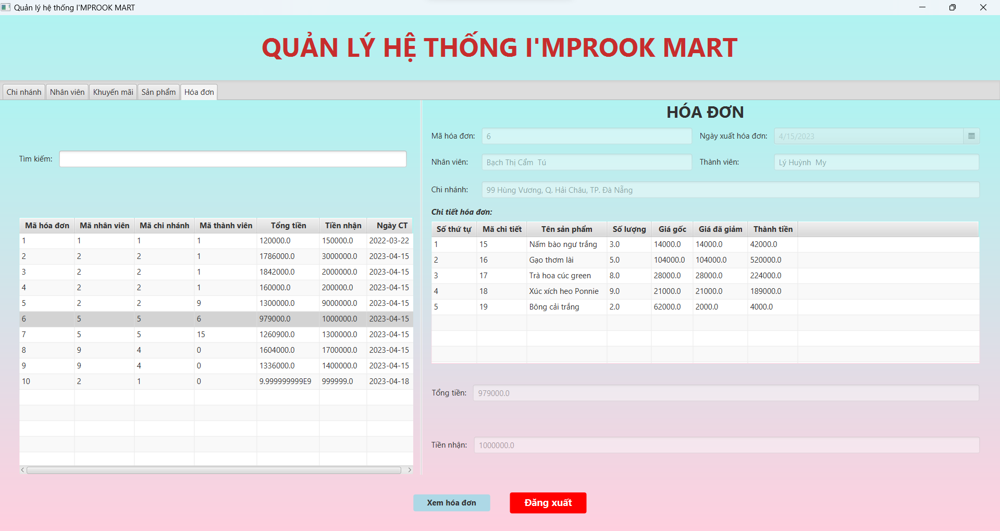 Quản lý hệ thống I'MPROOK MART
QUẢN LÝ HỆ THỐNG I'MPROOK MART
Chi nhánh Nhân viên Khuyến mãi Sản phẩm Hóa đơn
Tìm kiếm:
Mã hóa đơn Mã nhân viên Mã chi nhánh Mã thành viên Tổng tiền Tiền nhận Ngày CT
1 1 1 1 120000.0 150000.0 2022-03-22
2 2 2 1 1786000.0 3000000.0 2023-04-15
3 2 2 1 1842000.0 2000000.0 2023-04-15
4 2 2 1 160000.0 200000.0 2023-04-15
5 2 2 9 1300000.0 9000000.0 2023-04-15
6 5 5 6 979000.0 1000000.0 2023-04-15
7 5 5 15 1260900.0 1300000.0 2023-04-15
8 9 4 0 1604000.0 1700000.0 2023-04-15
9 9 4 0 1336000.0 1400000.0 2023-04-15
10 2 1 0 9.999999999E9 999999.0 2023-04-18
HÓA ĐƠN
Mã hóa đơn: 6 Ngày xuất hóa đơn: 4/15/2023
Nhân viên: Bạch Thị Cẩm  Tú Thành viên: Lý Huỳnh  My
Chi nhánh: 99 Hùng Vương, Q. Hải Châu, TP. Đà Nẵng
Chi tiết hóa đơn:
Số thứ tự Mã chi tiết Tên sản phẩm Số lượng Giá gốc Giá đã giảm Thành tiền
1 15 Nấm bào ngư trắng 3.0 14000.0 14000.0 42000.0
2 16 Gạo thơm lài 5.0 104000.0 104000.0 520000.0
3 17 Trà hoa cúc green 8.0 28000.0 28000.0 224000.0
4 18 Xúc xích heo Ponnie 9.0 21000.0 21000.0 189000.0
5 19 Bông cải trắng 2.0 62000.0 2000.0 4000.0
Tổng tiền: 979000.0
Tiền nhận: 1000000.0
Xem hóa đơn Đăng xuất